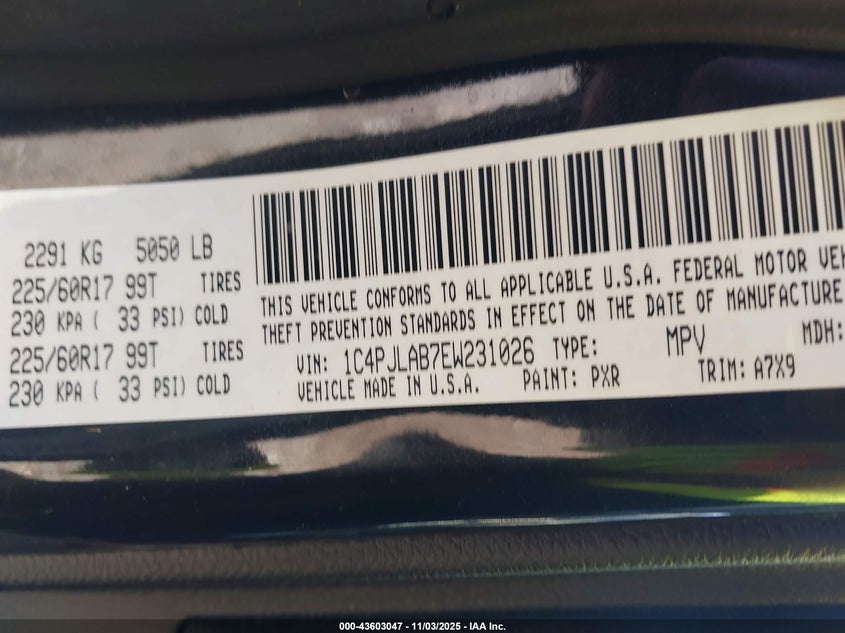 2291 KG 5050 LB
225/60R17 99T TIRES
230 KPA ( 33 PSI) COLD
225/60R17 99T TIRES
230 KPA ( 33 PSI) COLD
THIS VEHICLE CONFORMS TO ALL APPLICABLE U.S.A. FEDERAL MOTOR VEH
THEFT PREVENTION STANDARDS IN EFFECT ON THE DATE OF MANUFACTURE
VIN: 1C4PJLAB7EW231026 TYPE: MPV MDH:
VEHICLE MADE IN U.S.A. PAINT: PXR TRIM: A7X9
000-43603047 - 11/03/2025 - IAA Inc.